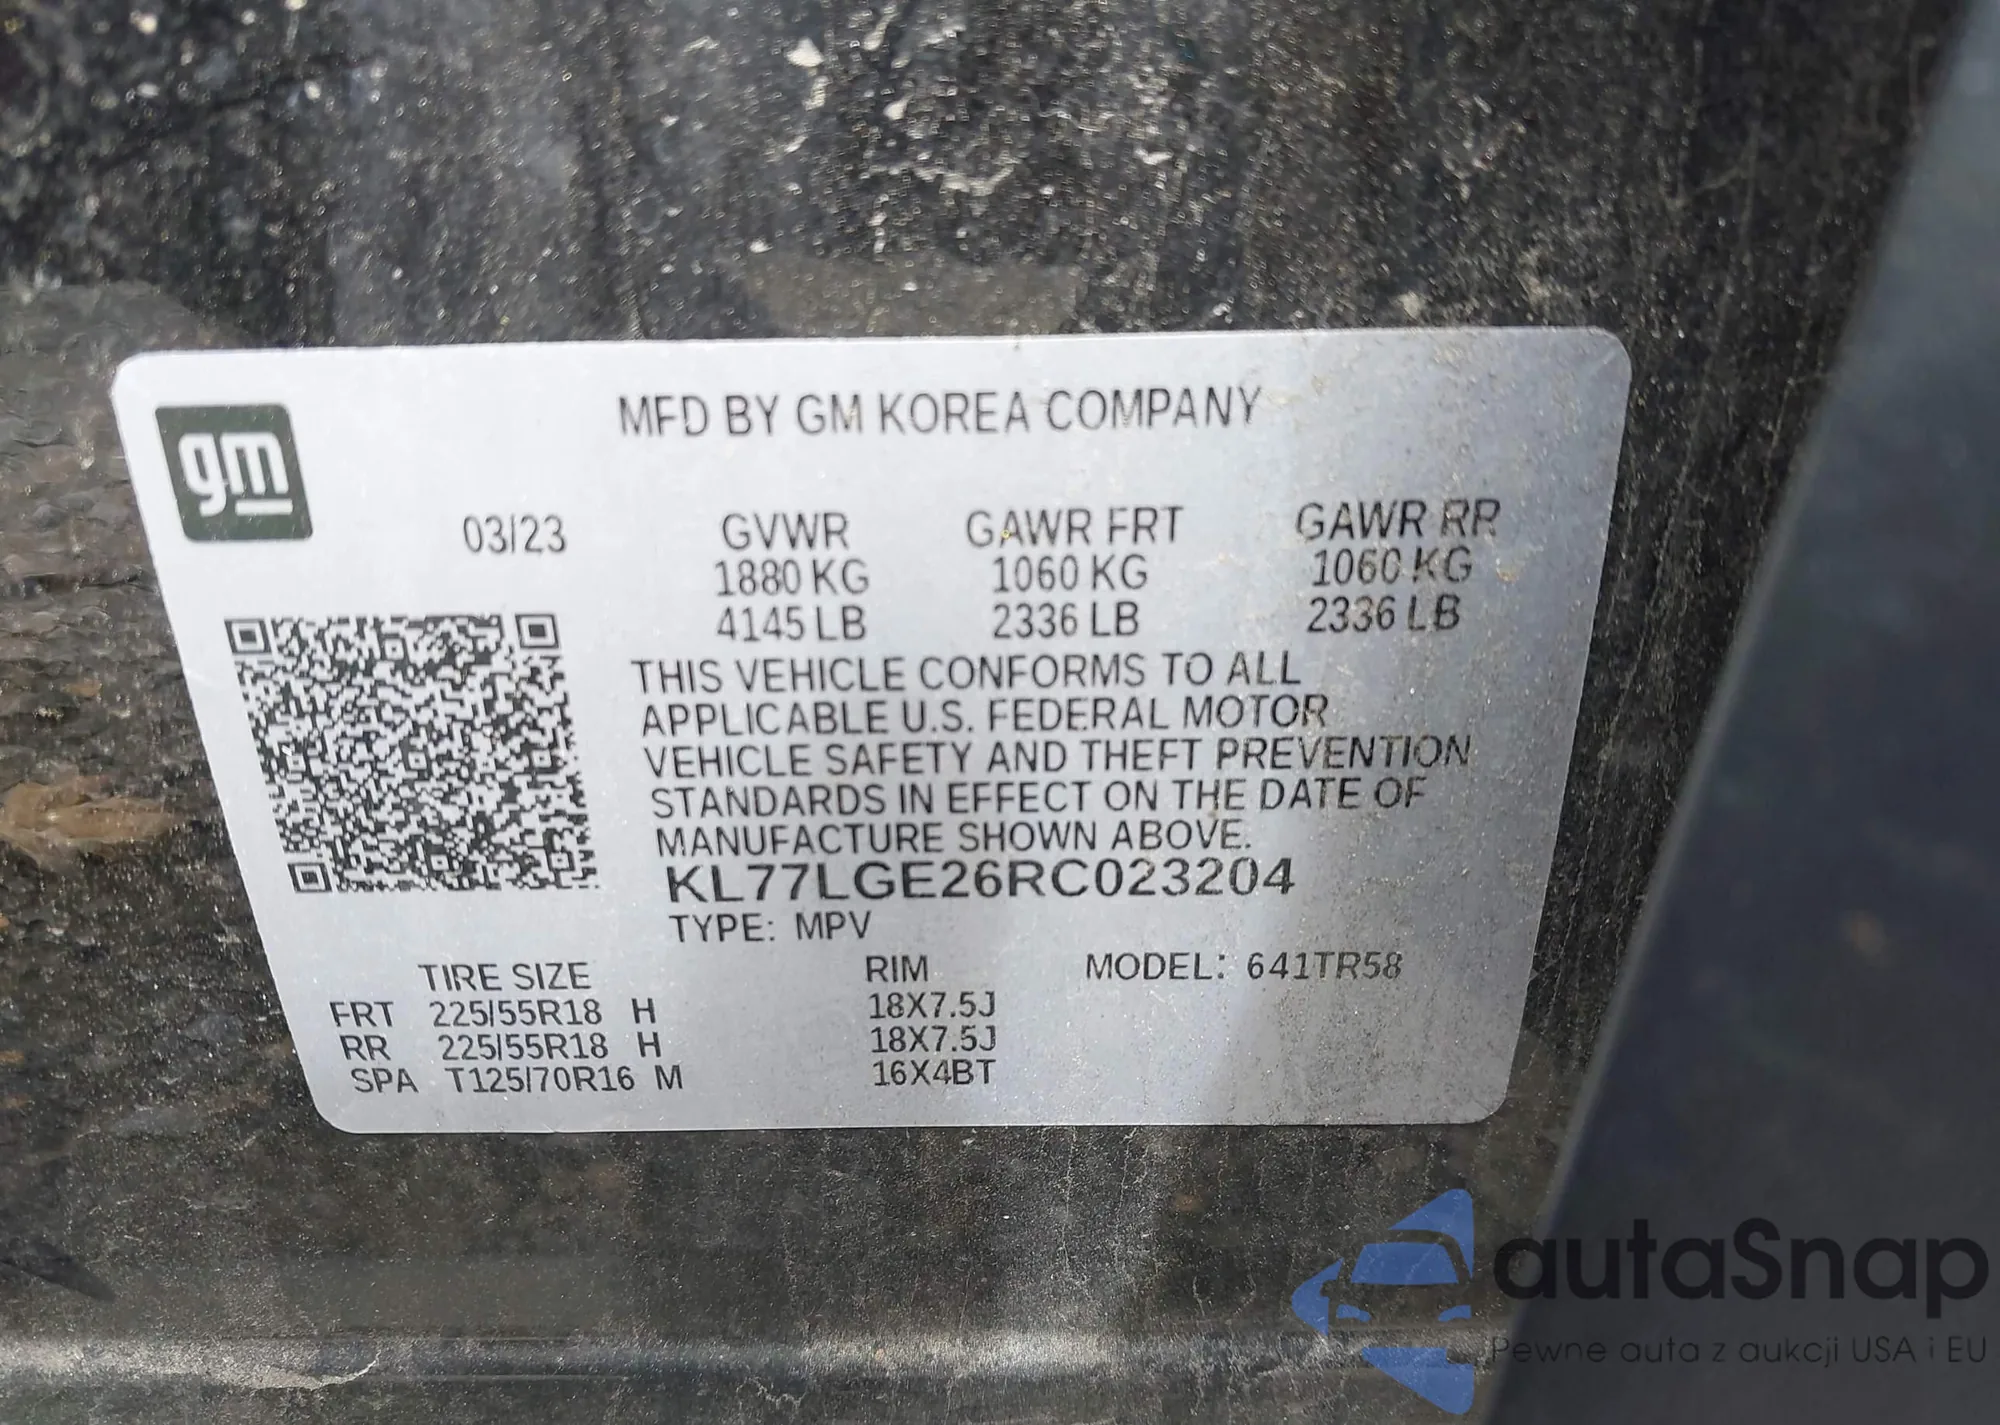 MFD BY GM KOREA COMPANY
gm
03/23 GVWR GAWR FRT GAWR RR
1880 KG 1060 KG 1060 KG
4145 LB 2336 LB 2336 LB
THIS VEHICLE CONFORMS TO ALL
APPLICABLE U.S. FEDERAL MOTOR
VEHICLE SAFETY AND THEFT PREVENTION
STANDARDS IN EFFECT ON THE DATE OF
MANUFACTURE SHOWN ABOVE.
KL77LGE26RC023204
TYPE: MPV
TIRE SIZE RIM MODEL: 641TR58
FRT 225/55R18 H 18X7.5J
RR 225/55R18 H 18X7.5J
SPA T125/70R16 M 16X4BT
autaSnap
Pewne auta z aukcji USA i EU